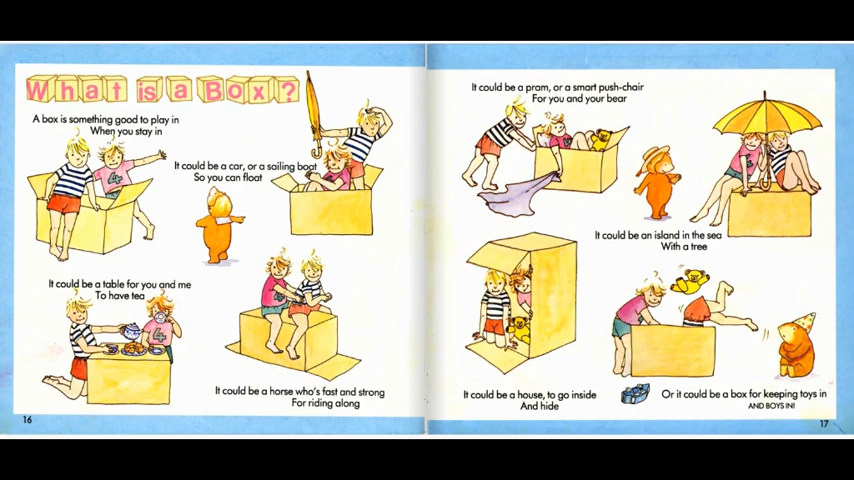 What is a Box?
A box is something good to play in
When you stay in
It could be a car, or a sailing boat
So you can float
It could be a table for you and me
To have tea
It could be a horse who's fast and strong
For riding along
16
It could be a pram, or a smart push-chair
For you and your bear
It could be an island in the sea
With a tree
It could be a house, to go inside
And hide
Or it could be a box for keeping toys in
AND BOYS IN!
17
4
4
4